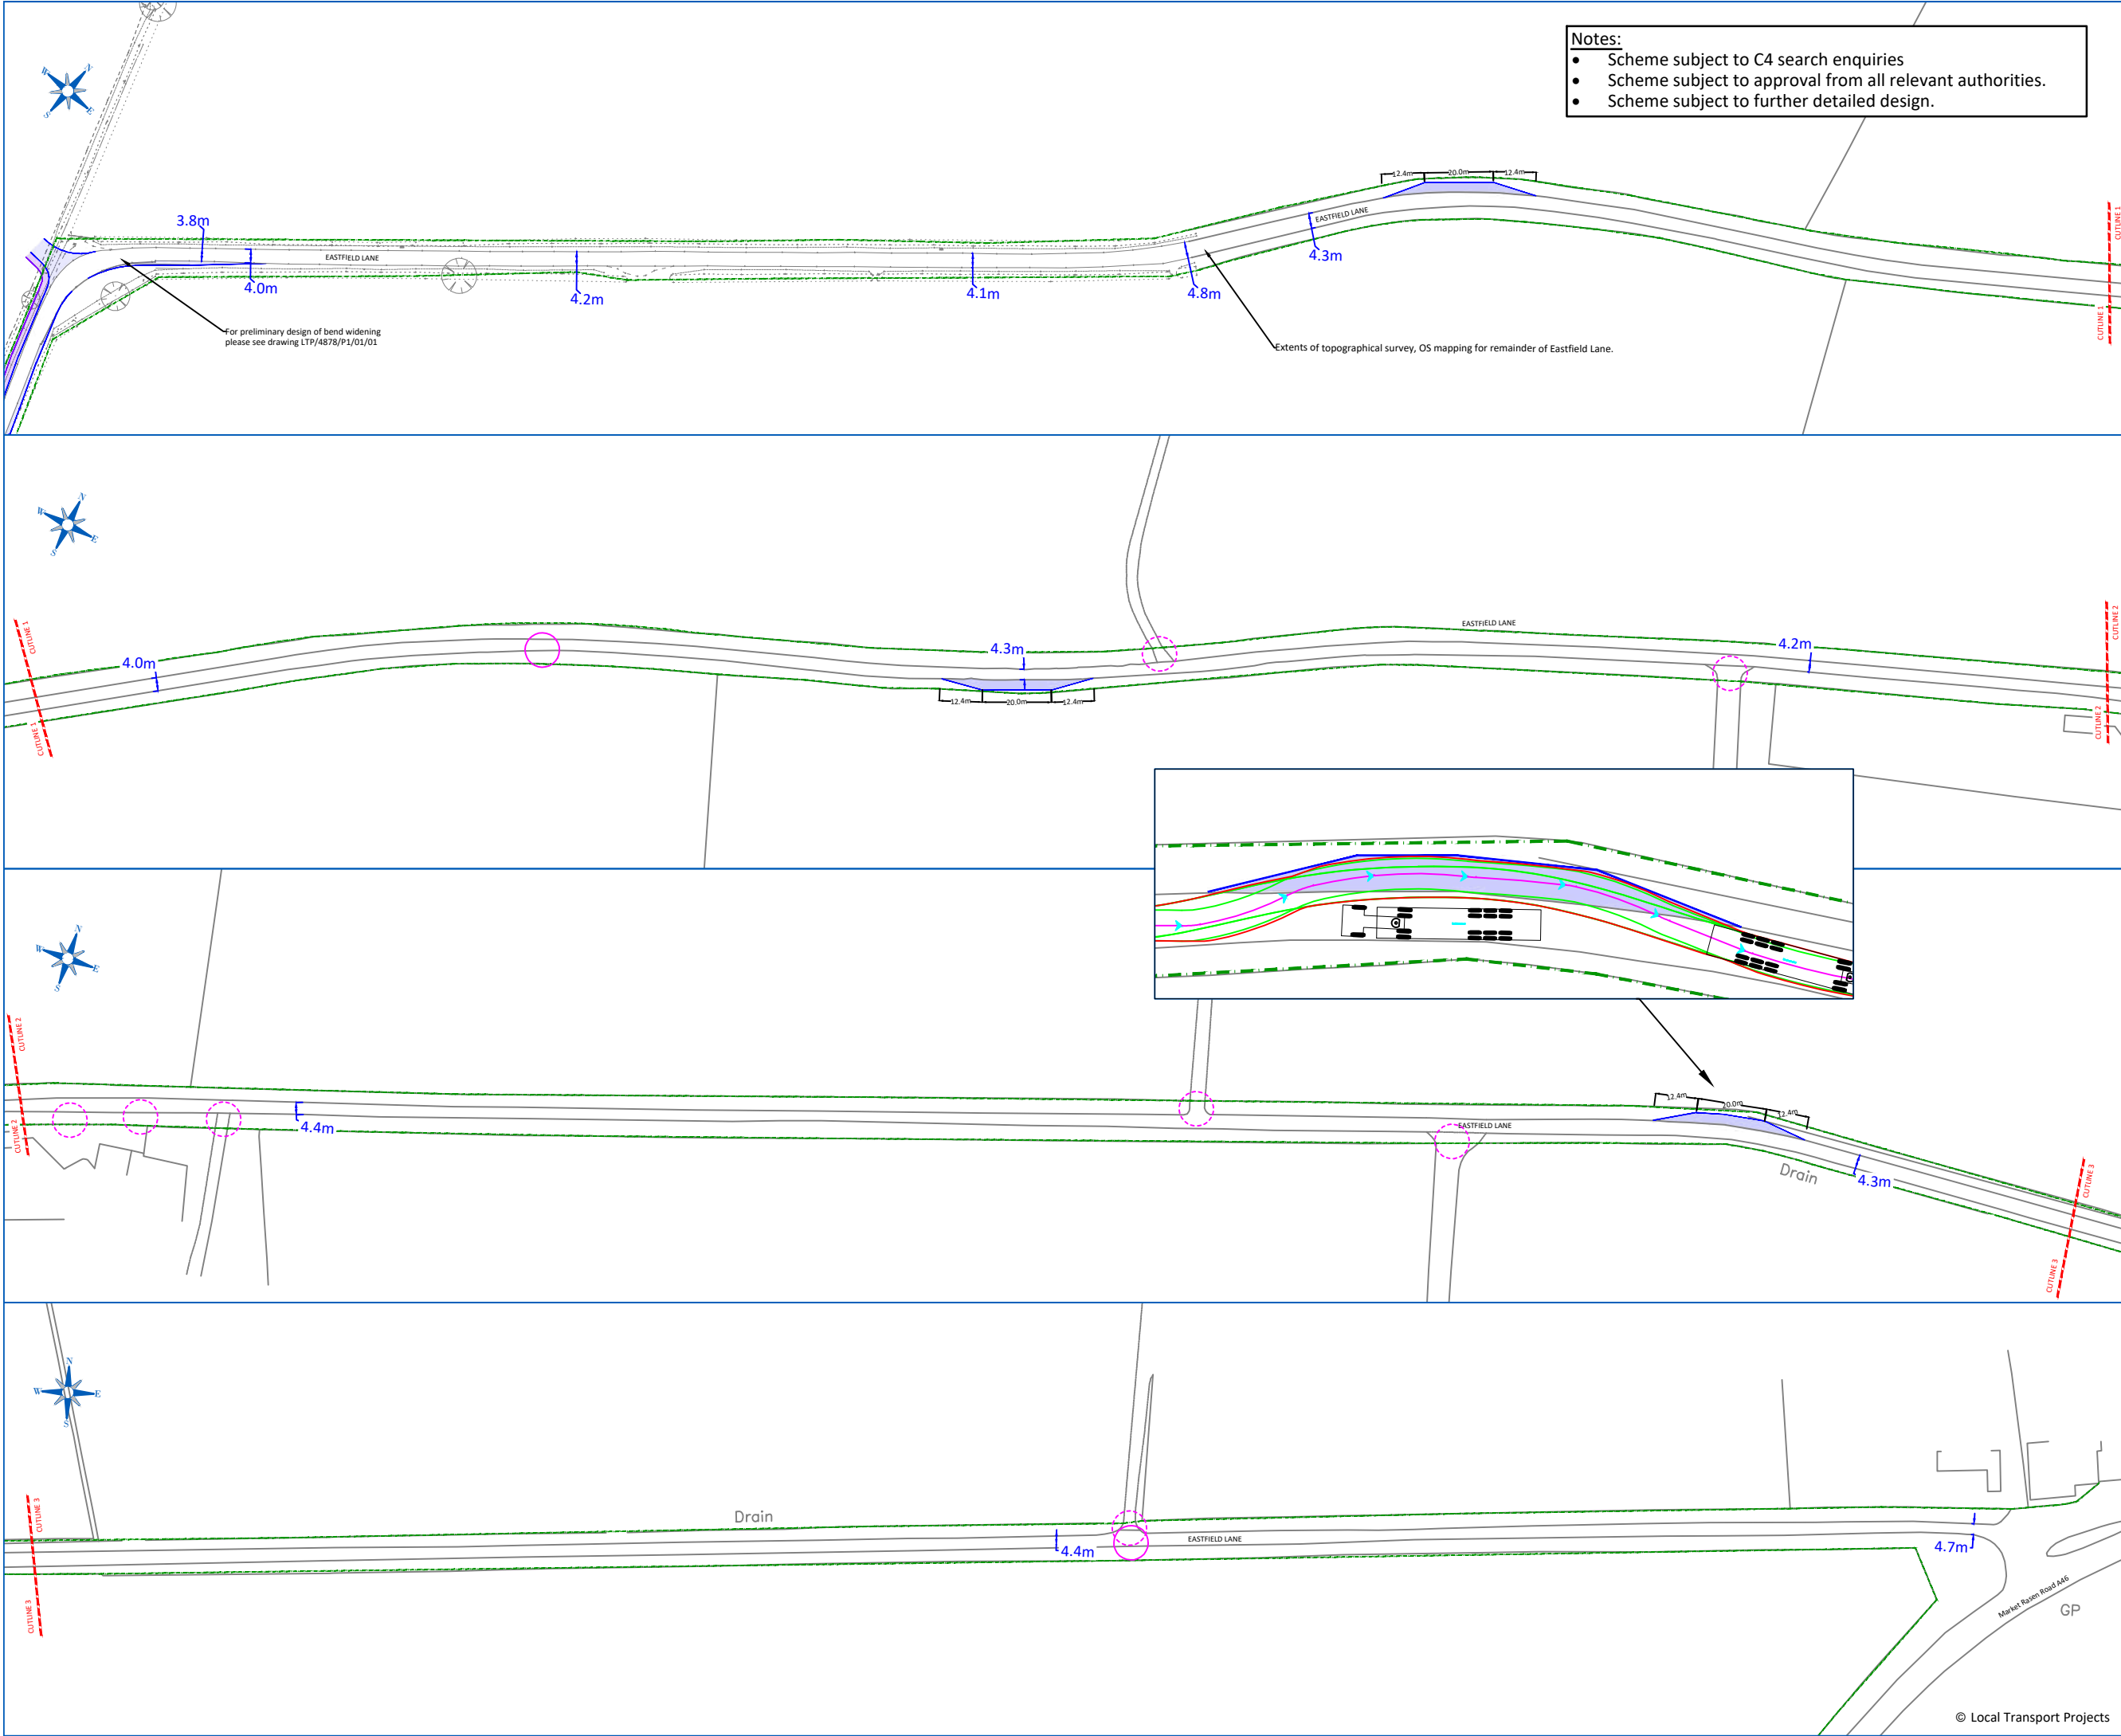 Notes:
• Scheme subject to C4 search enquiries
• Scheme subject to approval from all relevant authorities.
• Scheme subject to further detailed design.
N
W
E
S
12.4m
20.0m
12.4m
3.8m
EASTFIELD LANE
4.3m
CUTLINE 1
EASTFIELD LANE
4.0m
4.2m
4.1m
4.8m
CUTLINE 1
For preliminary design of bend widening
please see drawing LTP/4878/P1/01/01
Extents of topographical survey, OS mapping for remainder of Eastfield Lane.
N
W
E
S
CUTLINE 1
EASTFIELD LANE
CUTLINE 2
4.0m
4.3m
4.2m
12.4m
20.0m
12.4m
CUTLINE 1
CUTLINE 2
N
W
E
S
CUTLINE 2
12.4m
20.0m
12.4m
CUTLINE 2
4.4m
EASTFIELD LANE
Drain
4.3m
CUTLINE 3
CUTLINE 3
N
W
E
S
CUTLINE 3
Drain
EASTFIELD LANE
4.4m
4.7m
CUTLINE 3
Market Rasen Road A46
GP
© Local Transport Projects